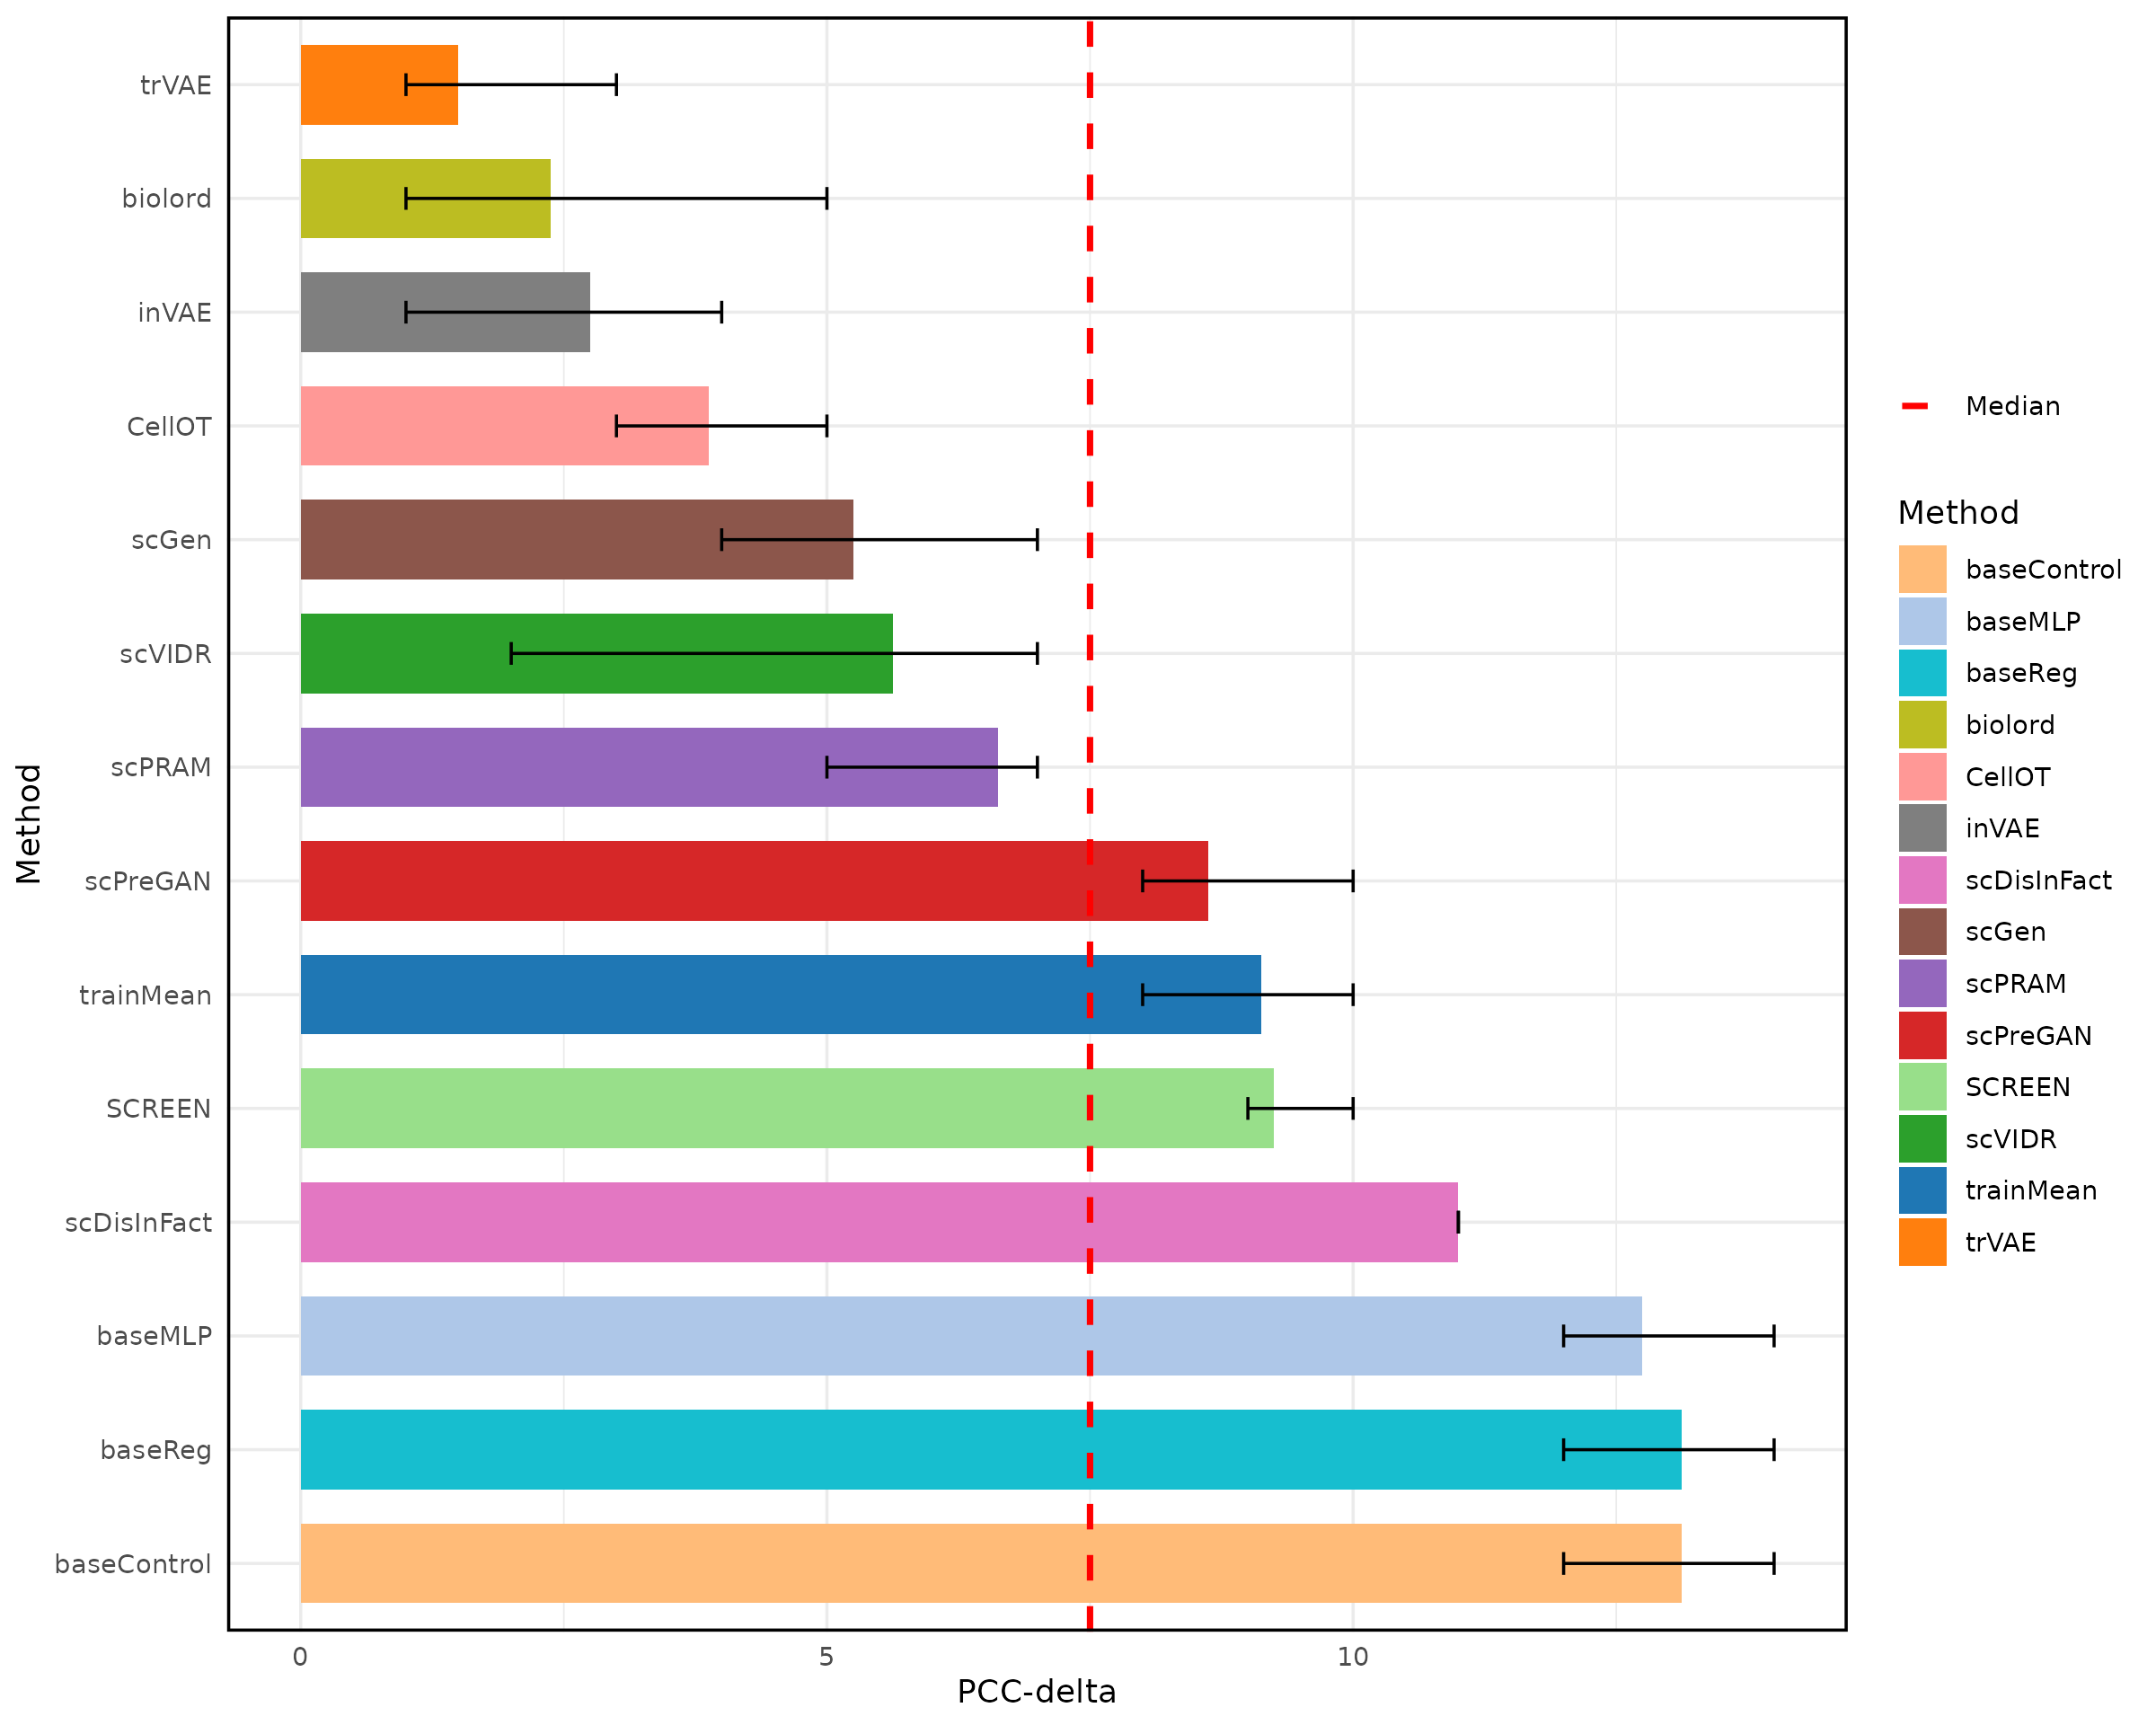 trVAE
biolord
inVAE
CellOT
scGen
scVIDR
scPRAM
scPreGAN
trainMean
SCREEN
scDisInFact
baseMLP
baseReg
baseControl
Method
0 5 10
PCC-delta
Median
Method
baseControl
baseMLP
baseReg
biolord
CellOT
inVAE
scDisInFact
scGen
scPRAM
scPreGAN
SCREEN
scVIDR
trainMean
trVAE